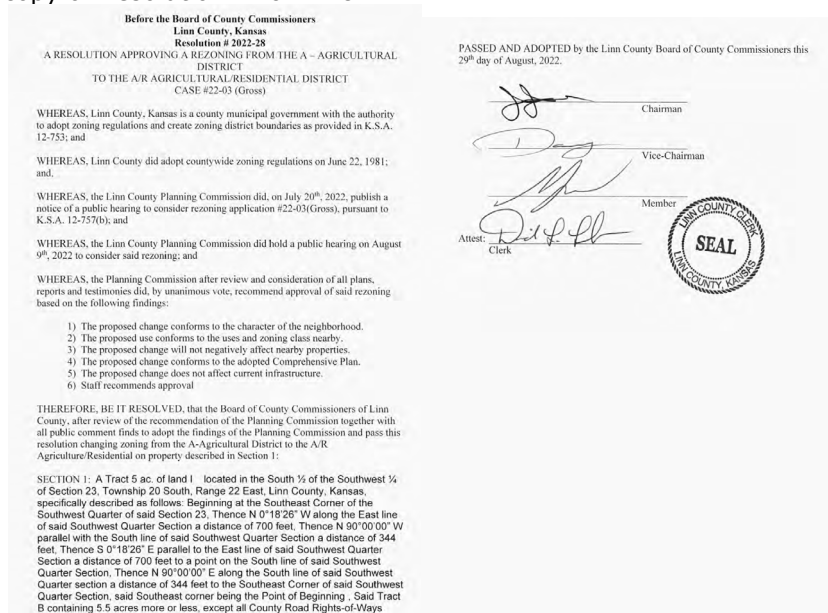 Before the Board of County Commissioners
Linn County, Kansas
Resolution # 2022-28
A RESOLUTION APPROVING A REZONING FROM THE A – AGRICULTURAL
DISTRICT
TO THE A/R AGRICULTURAL/RESIDENTIAL DISTRICT
CASE #22-03 (Gross)
WHEREAS, Linn County, Kansas is a county municipal government with the authority
to adopt zoning regulations and create zoning district boundaries as provided in K.S.A.
12-753; and
WHEREAS, Linn County did adopt countywide zoning regulations on June 22, 1981;
and,
WHEREAS, the Linn County Planning Commission did, on July 20th, 2022, publish a
notice of a public hearing to consider rezoning application #22-03(Gross), pursuant to
K.S.A. 12-757(b); and
WHEREAS, the Linn County Planning Commission did hold a public hearing on August
9th, 2022 to consider said rezoning; and
WHEREAS, the Planning Commission after review and consideration of all plans,
reports and testimonies did, by unanimous vote, recommend approval of said rezoning
based on the following findings:
1) The proposed change conforms to the character of the neighborhood.
2) The proposed use conforms to the uses and zoning class nearby.
3) The proposed change will not negatively affect nearby properties.
4) The proposed change conforms to the adopted Comprehensive Plan.
5) The proposed change does not affect current infrastructure.
6) Staff recommends approval
THEREFORE, BE IT RESOLVED, that the Board of County Commissioners of Linn
County, after review of the recommendation of the Planning Commission together with
all public comment finds to adopt the findings of the Planning Commission and pass this
resolution changing zoning from the A-Agricultural District to the A/R
Agriculture/Residential on property described in Section 1:
SECTION 1: A Tract 5 ac. of land l located in the South ½ of the Southwest ¼
of Section 23, Township 20 South, Range 22 East, Linn County, Kansas,
specifically described as follows: Beginning at the Southeast Corner of the
Southwest Quarter of said Section 23, Thence N 0°18'26" W along the East line
of said Southwest Quarter Section a distance of 700 feet, Thence N 90°00'00" W
parallel with the South line of said Southwest Quarter Section a distance of 344
feet, Thence S 0°18'26" E parallel to the East line of said Southwest Quarter
Section a distance of 700 feet to a point on the South line of said Southwest
Quarter Section, Thence N 90°00'00" E along the South line of said Southwest
Quarter section a distance of 344 feet to the Southeast Corner of said Southwest
Quarter Section, said Southeast corner being the Point of Beginning , Said Tract
B containing 5.5 acres more or less, except all County Road Rights-of-Ways
PASSED AND ADOPTED by the Linn County Board of County Commissioners this
29th day of August, 2022.
Chairman
Vice-Chairman
Member
Attest:
Clerk
LINN COUNTY CLERK
SEAL
LINN COUNTY, KANSAS